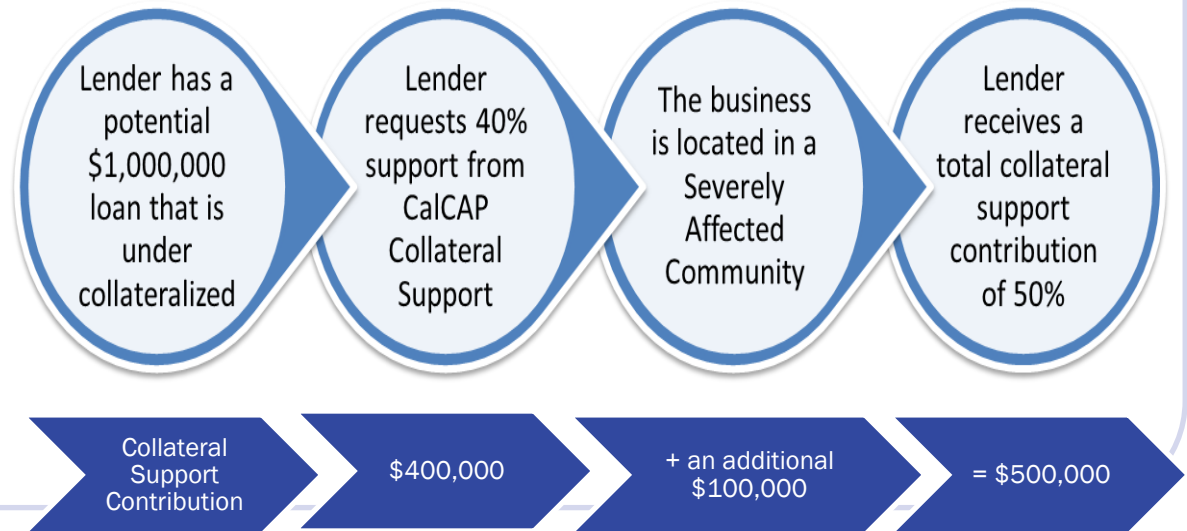 Lender has a
potential
$1,000,000
loan that is
under
collateralized
Lender
requests 40%
support from
CalCAP
Collateral
Support
The business
is located in a
Severely
Affected
Community
Lender
receives a
total collateral
support
contribution
of 50%
Collateral
Support
Contribution
$400,000
+ an additional
$100,000
= $500,000